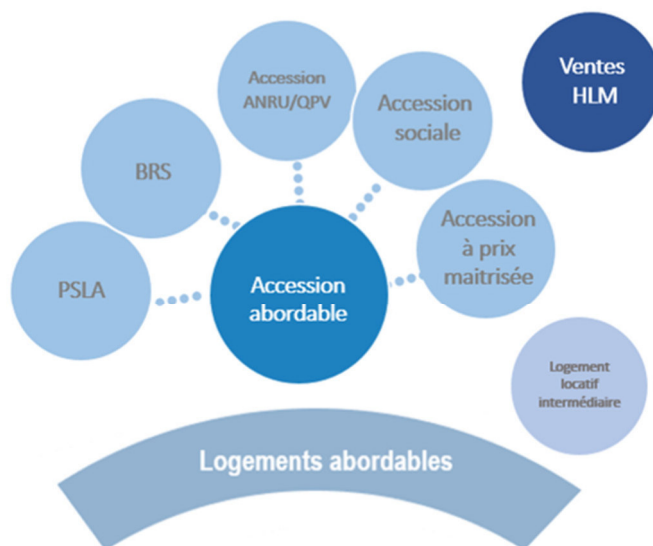 Accession
ANRU/QPV
Ventes
HLM
Accession
sociale
BRS
Accession
à prix
maitrisée
PSLA
Accession
abordable
Logement
locatif
intermédiaire
Logements abordables